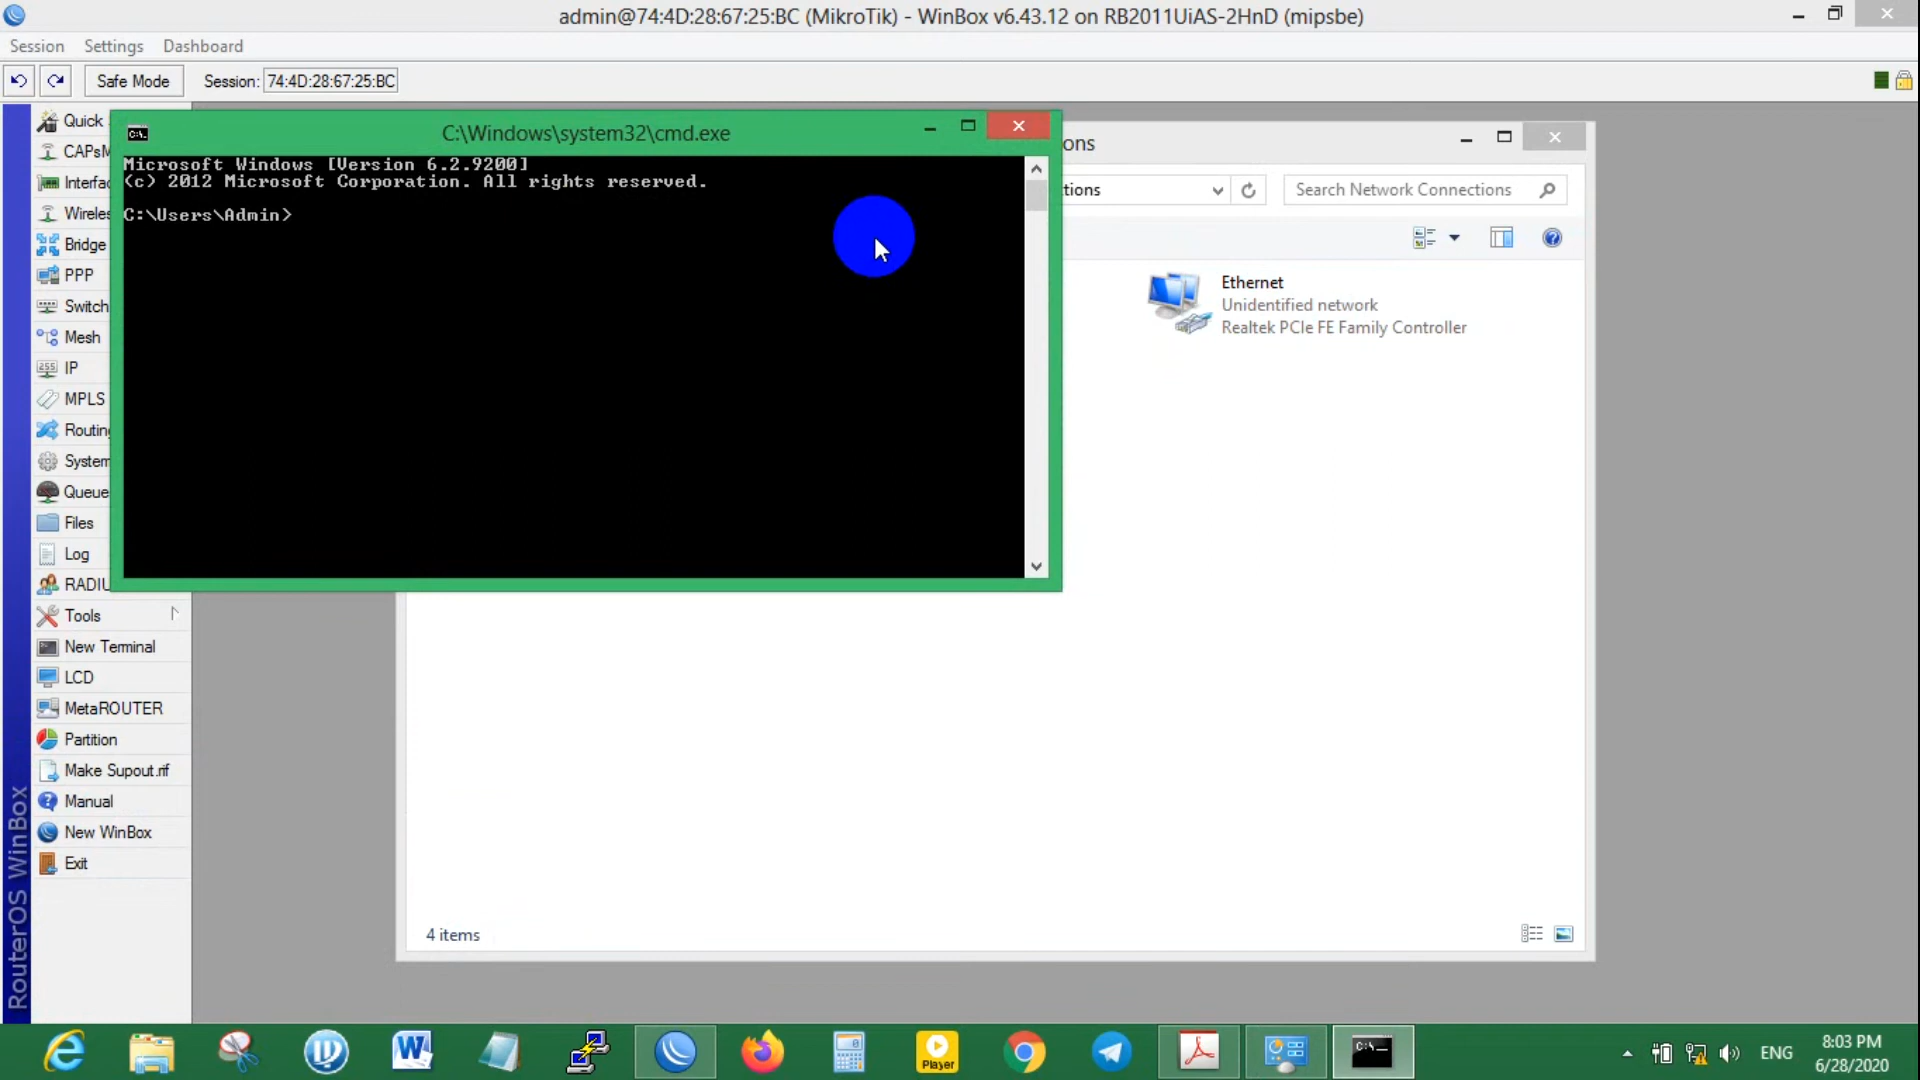 admin@74:4D:28:67:25:BC (MikroTik) - WinBox v6.43.12 on RB2011UiAS-2HnD (mipsbe)
Session Settings Dashboard
Safe Mode Session: 74:4D:28:67:25:BC
Quick
CAPsM
Interfac
Wireles
Bridge
PPP
Switch
Mesh
IP
MPLS
Routing
System
Queue
Files
Log
RADIU
Tools
New Terminal
LCD
MetaROUTER
Partition
Make Supout.rif
Manual
New WinBox
Exit
RouterOS WinBox
C:\Windows\system32\cmd.exe
Microsoft Windows [Version 6.2.9200]
(c) 2012 Microsoft Corporation. All rights reserved.
C:\Users\Admin>
ons
tions
Search Network Connections
Ethernet
Unidentified network
Realtek PCIe FE Family Controller
4 items
Player
ENG
8:03 PM
6/28/2020